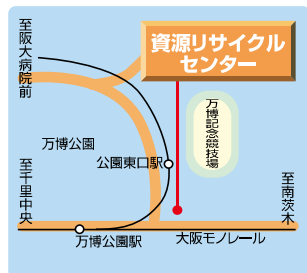 至阪大病院前
資源リサイクル
センター
万博記念競技場
万博公園
公園東口駅
至千里中央
至南茨木
万博公園駅
大阪モノレール